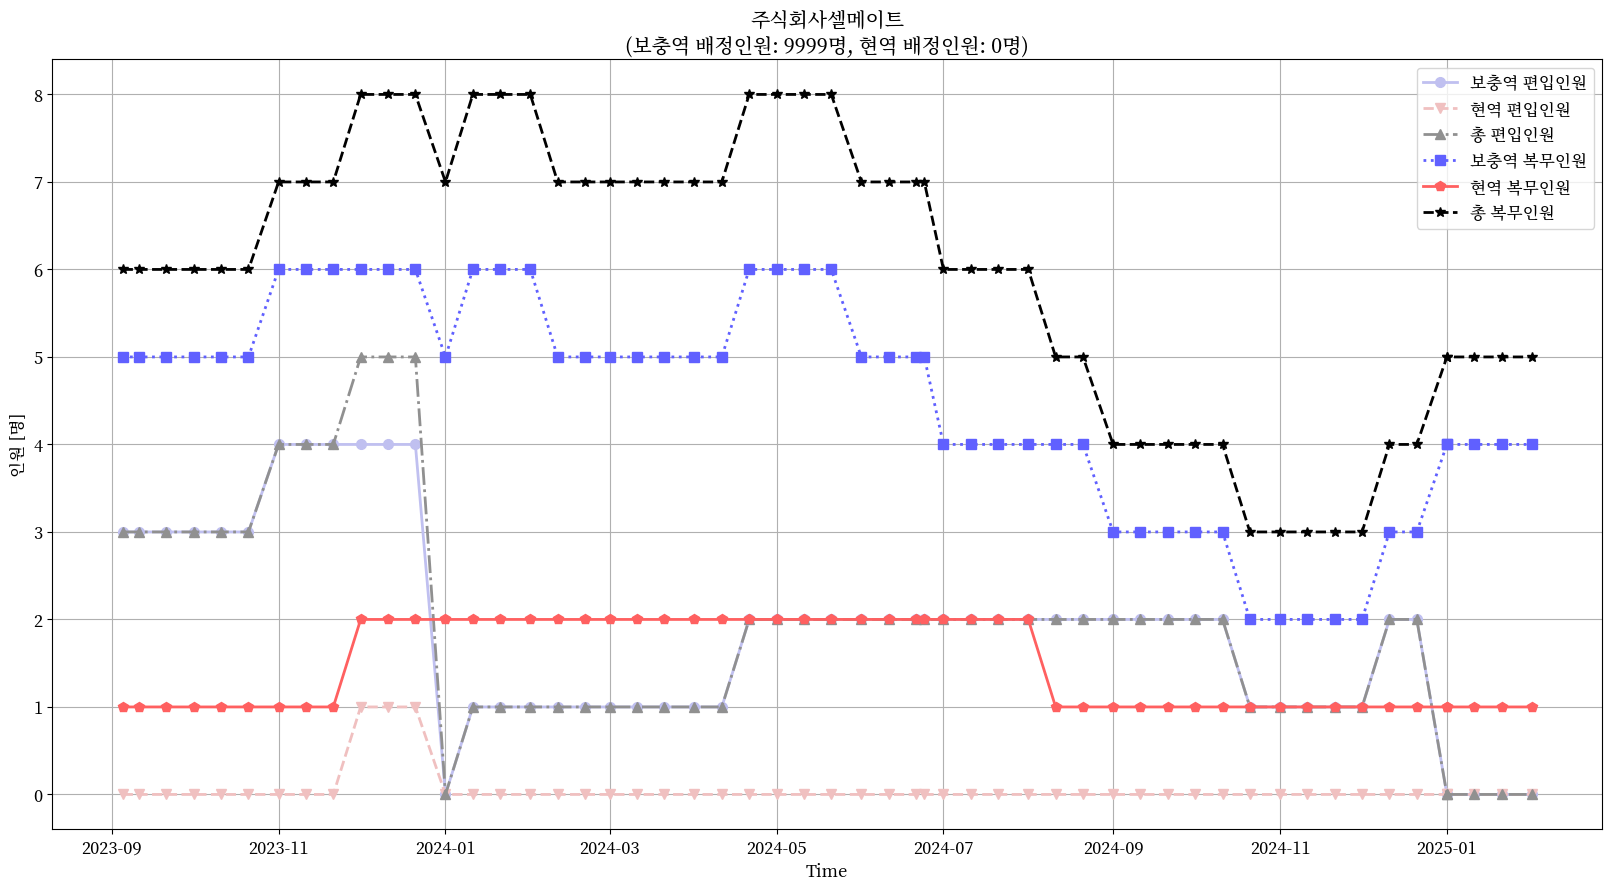 주식회사셀메이트
(보충역 배정인원: 9999명, 현역 배정인원: 0명)
보충역 편입인원
현역 편입인원
총 편입인원
보충역 복무인원
현역 복무인원
총 복무인원
인원 [명]
8
7
6
5
4
3
2
1
0
2023-09
2023-11
2024-01
2024-03
2024-05
2024-07
2024-09
2024-11
2025-01
Time